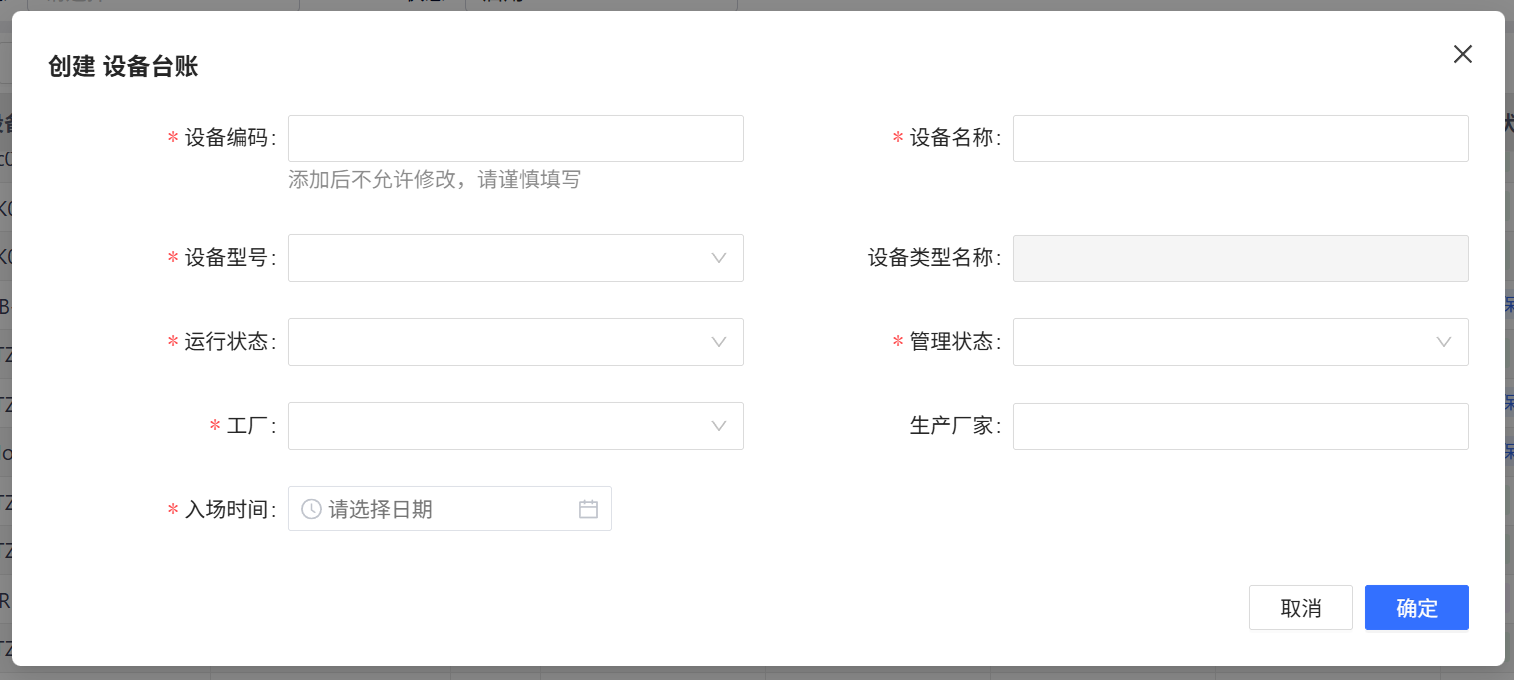 创建 设备台账
* 设备编码:
添加后不允许修改，请谨慎填写
* 设备名称:
* 设备型号:
设备类型名称:
* 运行状态:
* 管理状态:
* 工厂:
生产厂家:
* 入场时间:
请选择日期
取消
确定